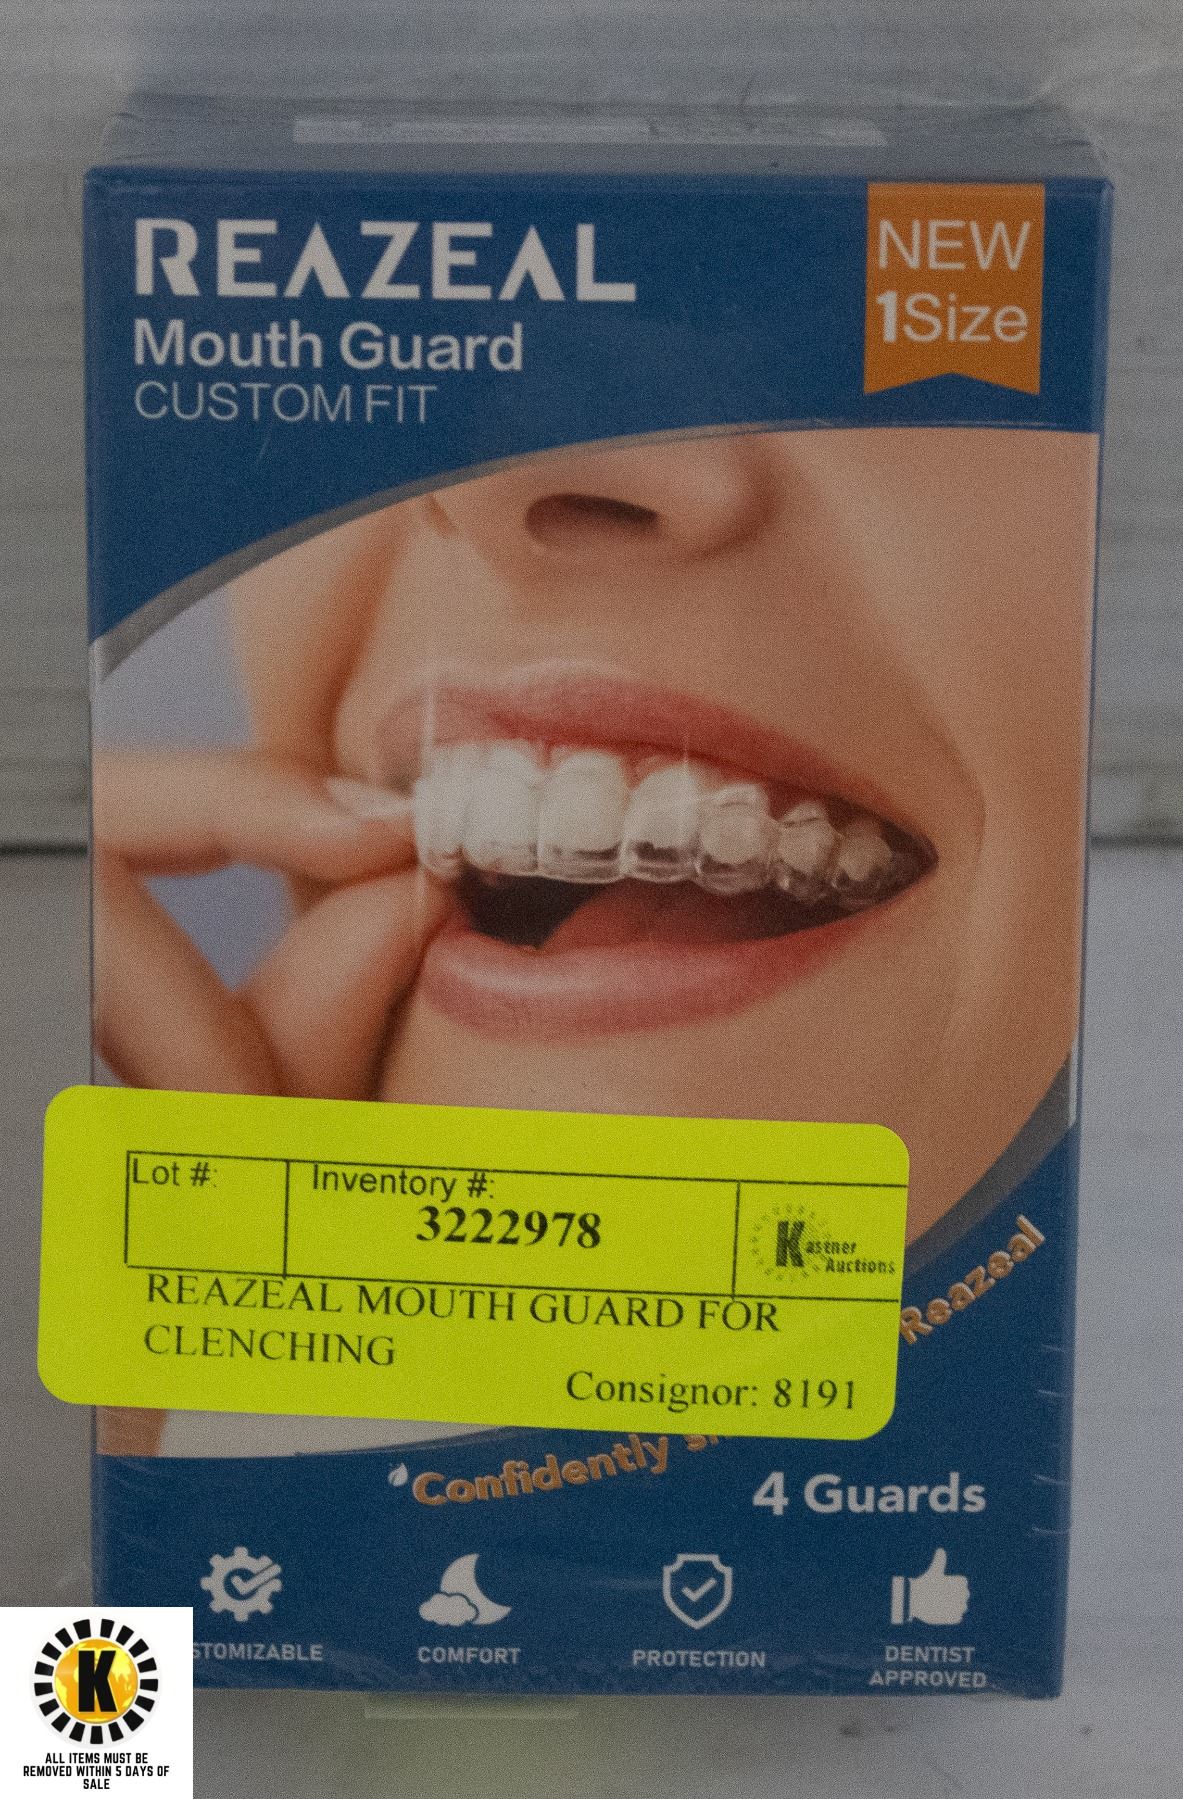 REAZEAL
Mouth Guard
CUSTOM FIT
NEW
1Size
Lot #:
Inventory #:
3222978
Kastner
Auctions
REAZEAL MOUTH GUARD FOR
CLENCHING
Consignor: 8191
Reazeal
Confidently
4 Guards
COMFORT
PROTECTION
DENTIST
APPROVED
K
ALL ITEMS MUST BE
REMOVED WITHIN 5 DAYS OF
SALE